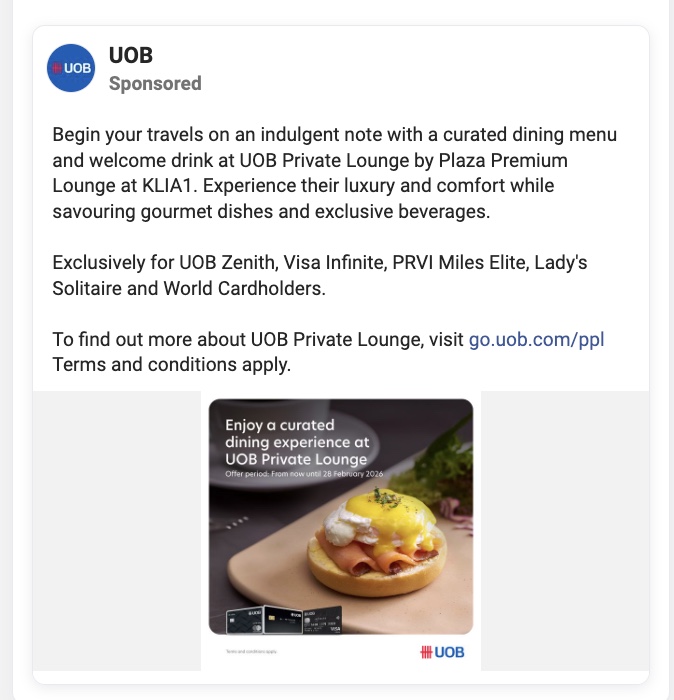 UOB
UOB
Sponsored
Begin your travels on an indulgent note with a curated dining menu
and welcome drink at UOB Private Lounge by Plaza Premium
Lounge at KLIA1. Experience their luxury and comfort while
savouring gourmet dishes and exclusive beverages.
Exclusively for UOB Zenith, Visa Infinite, PRVI Miles Elite, Lady's
Solitaire and World Cardholders.
To find out more about UOB Private Lounge, visit go.uob.com/ppl
Terms and conditions apply.
Enjoy a curated
dining experience at
UOB Private Lounge
Offer period: From now until 28 February 2026
UOB
UOB
UOB
VISA
Terms and conditions apply.
UOB